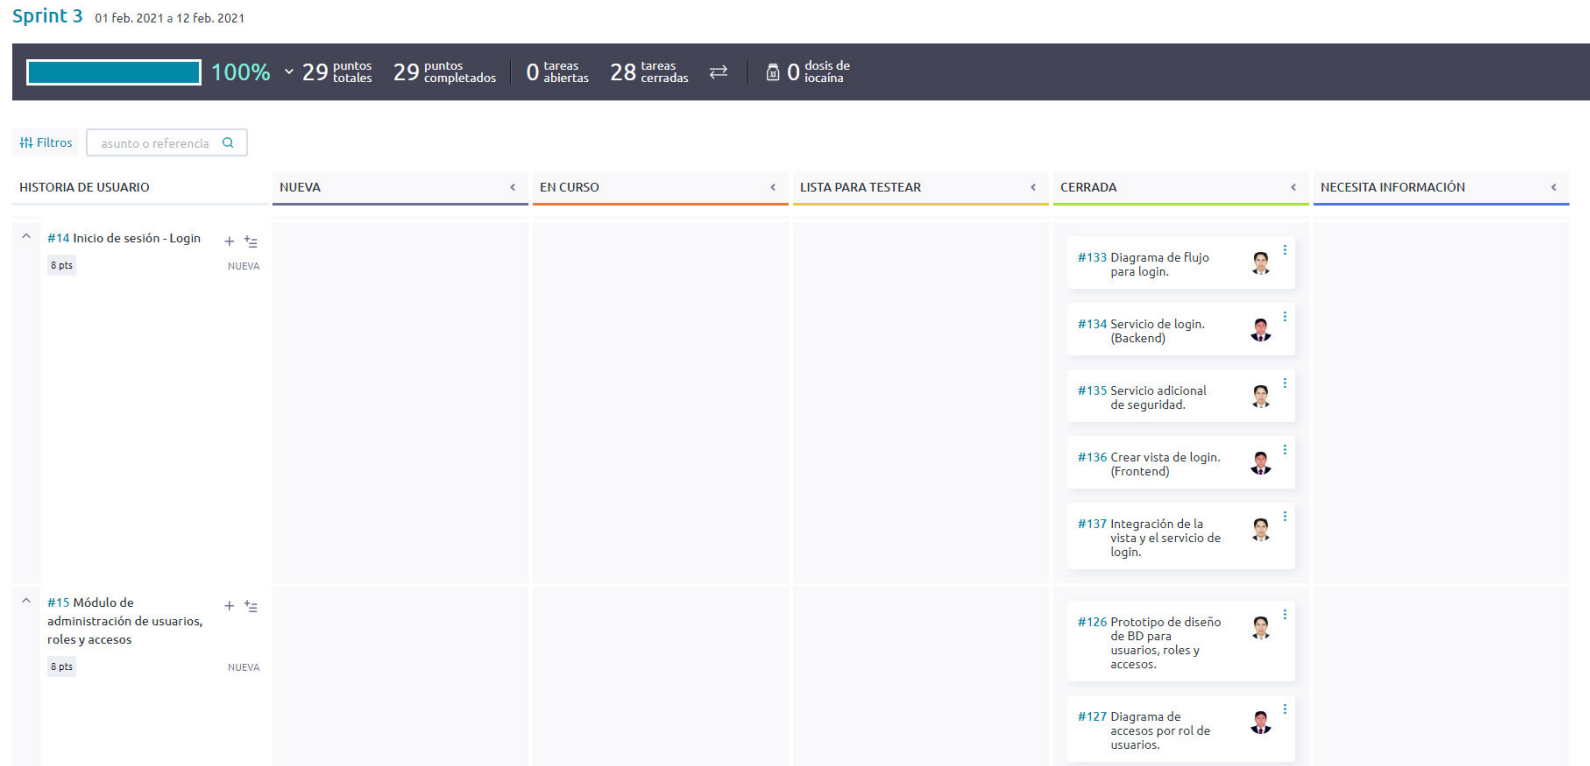 Sprint 3 01 feb. 2021 a 12 feb. 2021
100% 29 puntos totales 29 puntos completados 0 tareas abiertas 28 tareas cerradas 0 dosis de iocaína
Filtros asunto o referencia
HISTORIA DE USUARIO NUEVA EN CURSO LISTA PARA TESTEAR CERRADA NECESITA INFORMACIÓN
#14 Inicio de sesión - Login
8 pts NUEVA
#133 Diagrama de flujo
para login.
#134 Servicio de login.
(Backend)
#135 Servicio adicional
de seguridad.
#136 Crear vista de login.
(Frontend)
#137 Integración de la
vista y el servicio de
login.
#15 Módulo de
administración de usuarios,
roles y accesos
8 pts NUEVA
#126 Prototipo de diseño
de BD para
usuarios, roles y
accesos.
#127 Diagrama de
accesos por rol de
usuarios.